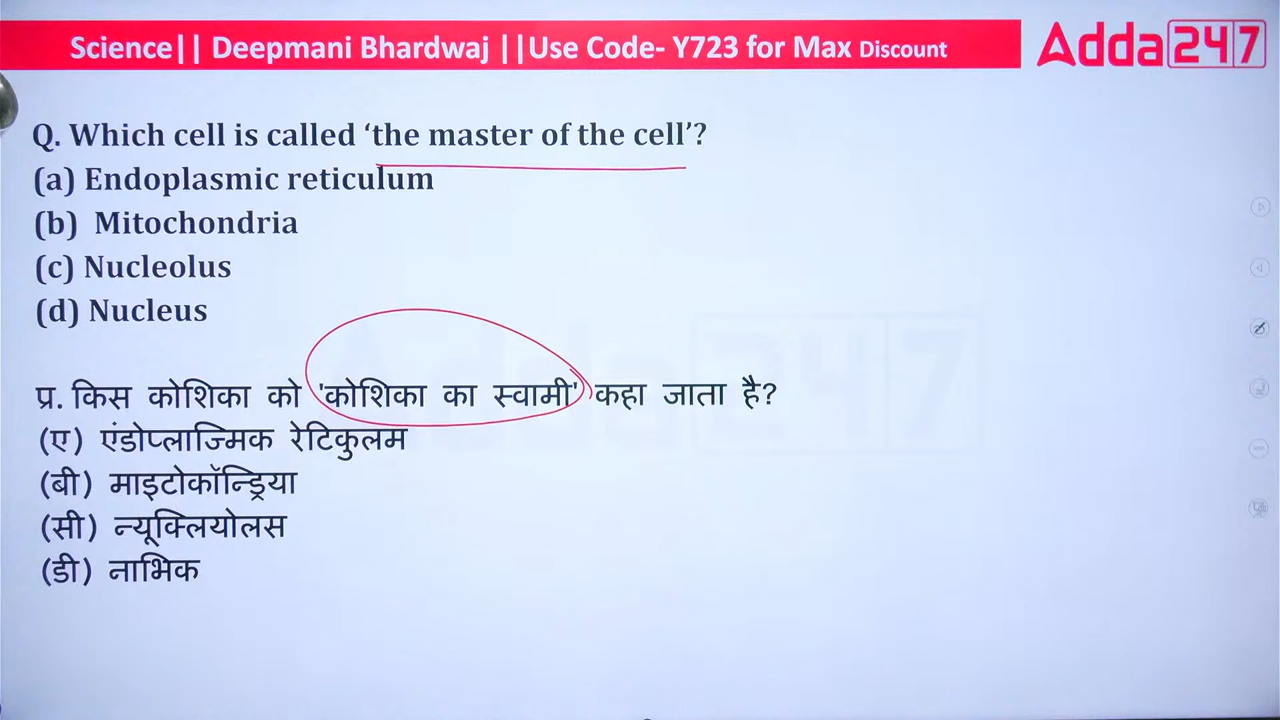 Science|| Deepmani Bhardwaj ||Use Code- Y723 for Max Discount
Adda247
Q. Which cell is called ‘the master of the cell’?
(a) Endoplasmic reticulum
(b) Mitochondria
(c) Nucleolus
(d) Nucleus
प्र. किस कोशिका को 'कोशिका का स्वामी' कहा जाता है?
(ए) एंडोप्लाज्मिक रेटिकुलम
(बी) माइटोकॉन्ड्रिया
(सी) न्यूक्लियोलस
(डी) नाभिक
Adda247